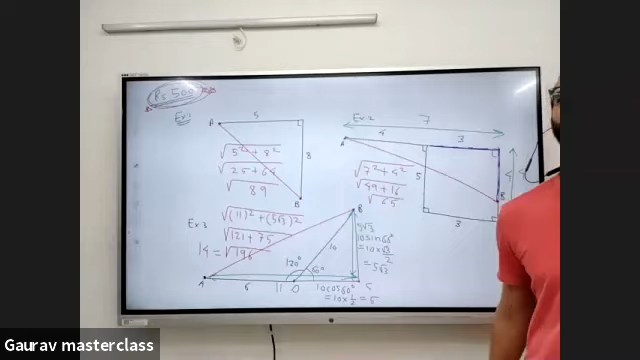 Rs 500
Ex:1
5
A
8
B
√5² + 8²
√25 + 64
√89
Ex:2
7
A
3
5
4
B
3
√7² + 4²
√49 + 16
√65
Ex 3
√(11)² + (5√3)²
√121 + 75
14 = √196
B
10
120°
60°
A
6
11
O
5√3
10sin60°
= 10 × √3/2
= 5√3
5
10cos60°
= 10 × 1/2 = 5
Gaurav masterclass